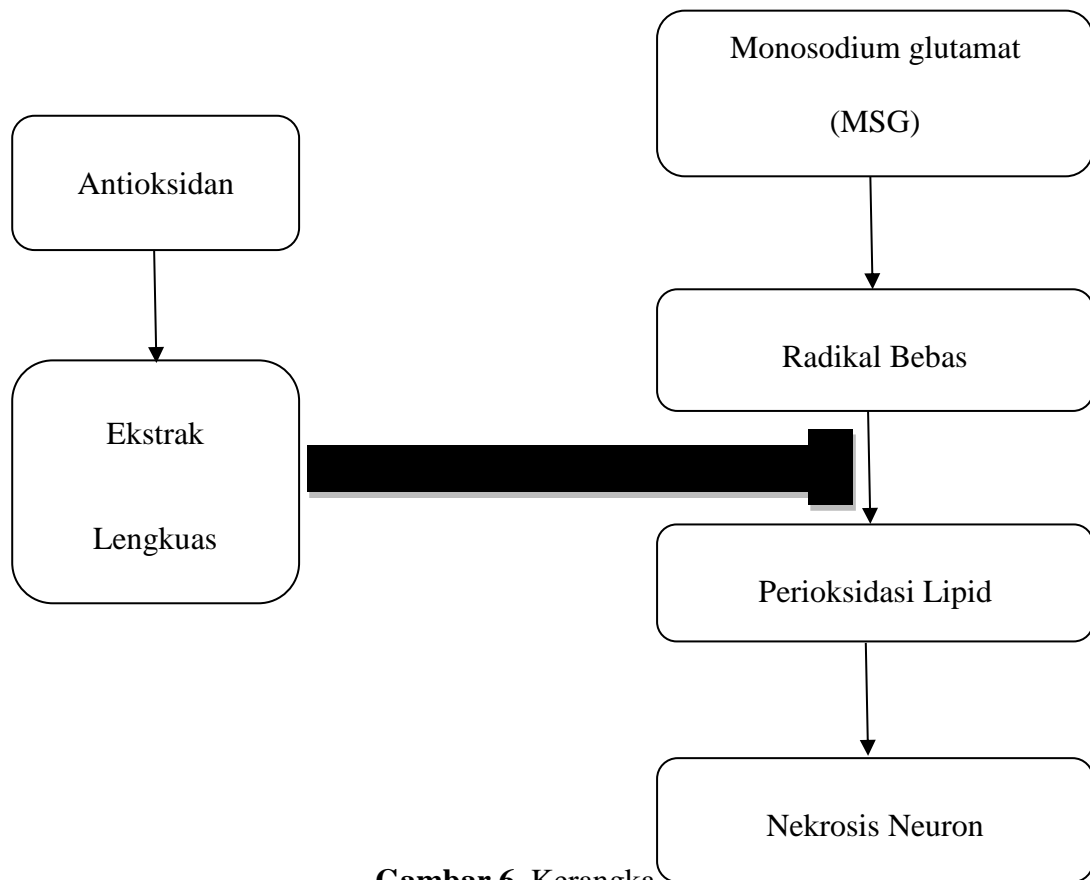 Monosodium glutamat
(MSG)
Antioksidan
Radikal Bebas
Ekstrak
Lengkuas
Perioksidasi Lipid
Nekrosis Neuron
Gambar 6. Kerangka